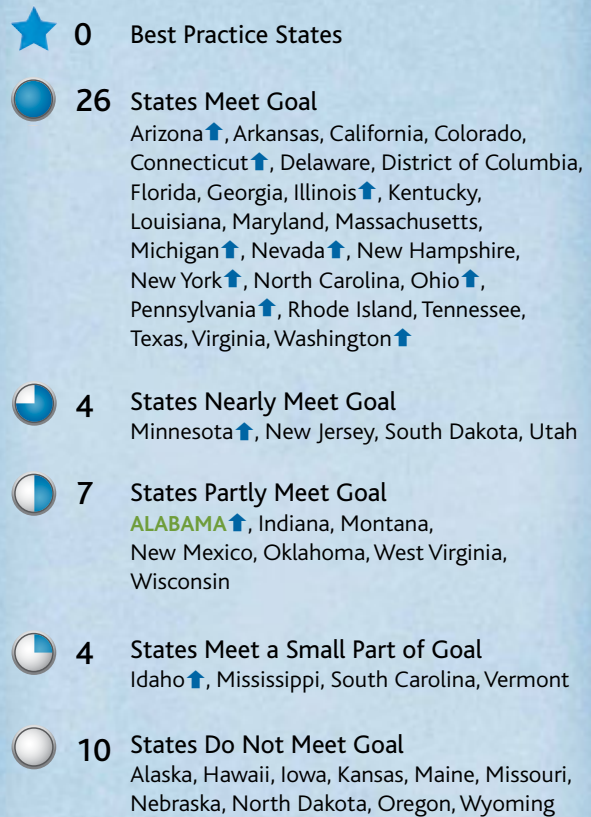 0 Best Practice States
26 States Meet Goal
Arizona⬆, Arkansas, California, Colorado,
Connecticut⬆, Delaware, District of Columbia,
Florida, Georgia, Illinois⬆, Kentucky,
Louisiana, Maryland, Massachusetts,
Michigan⬆, Nevada⬆, New Hampshire,
New York⬆, North Carolina, Ohio⬆,
Pennsylvania⬆, Rhode Island, Tennessee,
Texas, Virginia, Washington⬆
4 States Nearly Meet Goal
Minnesota⬆, New Jersey, South Dakota, Utah
7 States Partly Meet Goal
ALABAMA⬆, Indiana, Montana,
New Mexico, Oklahoma, West Virginia,
Wisconsin
4 States Meet a Small Part of Goal
Idaho⬆, Mississippi, South Carolina, Vermont
10 States Do Not Meet Goal
Alaska, Hawaii, Iowa, Kansas, Maine, Missouri,
Nebraska, North Dakota, Oregon, Wyoming